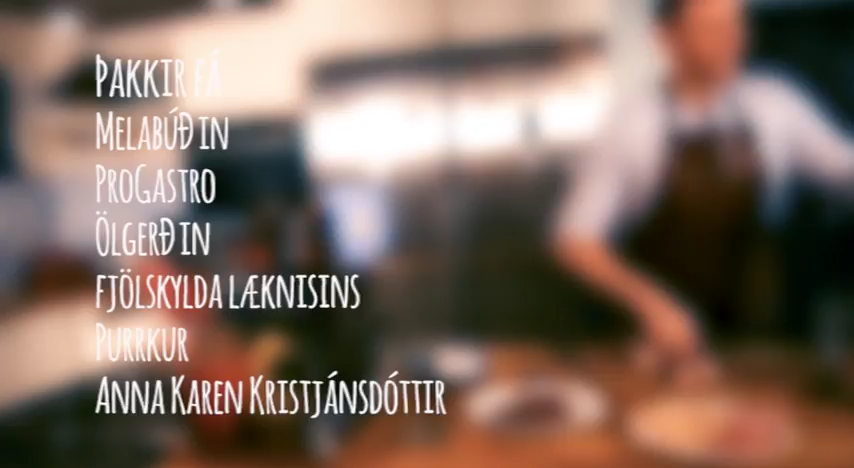 ÞAKKIR FÁ
MELABÚÐIN
PROGASTRO
ÖLGERÐIN
FJÖLSKYLDA LÆKNISINS
PURRKUR
ANNA KAREN KRISTJÁNSDÓTTIR